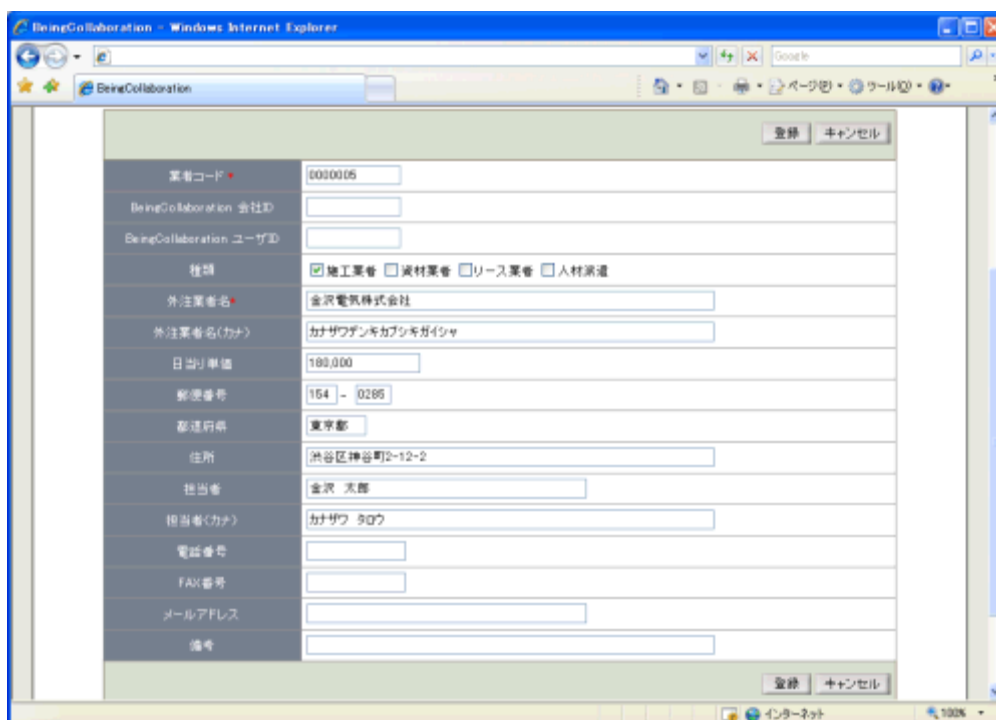 BeingCollaboration - Windows Internet Explorer
Google
BeingCollaboration
ページ(P) ツール(O)
登録 キャンセル
業者コード * 0000005
BeingCollaboration 会社ID
BeingCollaboration ユーザID
種類 施工業者 資材業者 リース業者 人材派遣
外注業者名* 金沢電気株式会社
外注業者名(カナ) カナザワデンキカブシキガイシャ
日当り単価 180,000
郵便番号 154 - 0285
都道府県 東京都
住所 渋谷区神谷町2-12-2
担当者 金沢 太郎
担当者(カナ) カナザワ タロウ
電話番号
FAX番号
メールアドレス
備考
登録 キャンセル
インターネット 100%